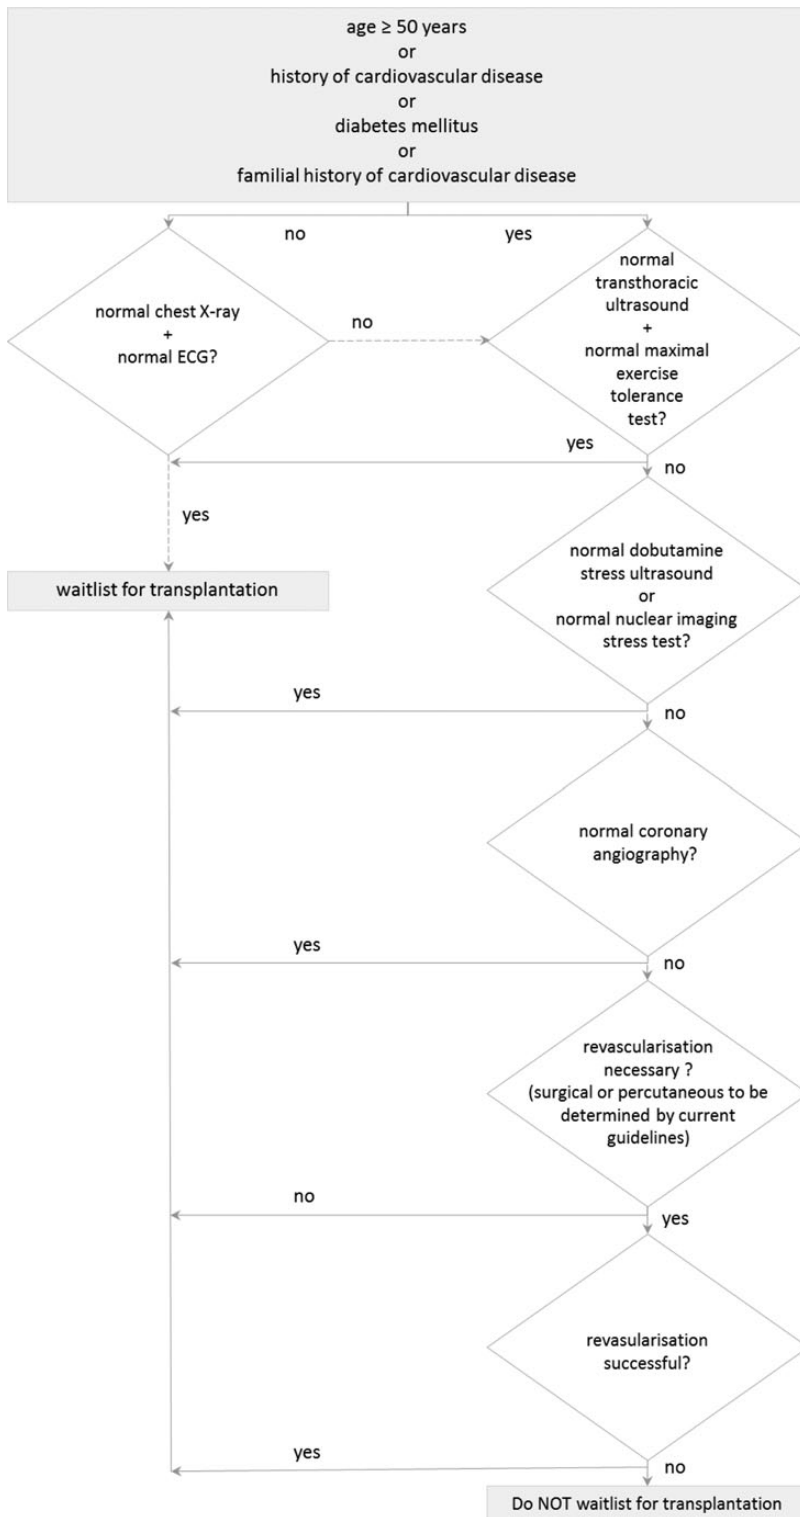 age ≥ 50 years
or
history of cardiovascular disease
or
diabetes mellitus
or
familial history of cardiovascular disease
no
yes
normal chest X-ray
+
normal ECG?
no
normal
transthoracic
ultrasound
+
normal maximal
exercise
tolerance
test?
yes
no
yes
waitlist for transplantation
normal dobutamine
stress ultrasound
or
normal nuclear imaging
stress test?
yes
no
normal coronary
angiography?
yes
no
revascularisation
necessary ?
(surgical or percutaneous to be
determined by current
guidelines)
no
yes
revasularisation
successful?
yes
no
Do NOT waitlist for transplantation